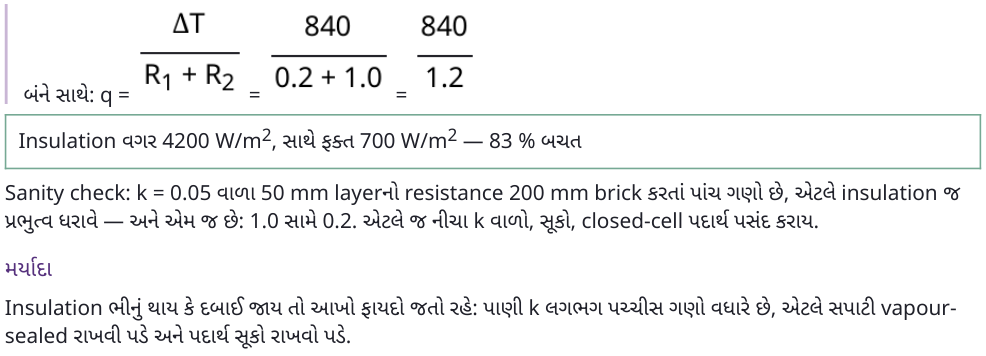 બંને સાથે: q = ΔT / (R₁ + R₂) = 840 / (0.2 + 1.0) = 840 / 1.2
Insulation વગર 4200 W/m², સાથે ફક્ત 700 W/m² — 83 % બચત
Sanity check: k = 0.05 વાળા 50 mm layerનો resistance 200 mm brick કરતાં પાંચ ગણો છે, એટલે insulation જ
પ્રભુત્વ ધરાવે — અને એમ જ છે: 1.0 સામે 0.2. એટલે જ નીચા k વાળો, સૂકો, closed-cell પદાર્થ પસંદ કરાય.
મર્યાદા
Insulation ભીનું થાય કે દબાઈ જાય તો આખો ફાયદો જતો રહે: પાણી k લગભગ પચ્ચીસ ગણો વધારે છે, એટલે સપાટી vapour-
sealed રાખવી પડે અને પદાર્થ સૂકો રાખવો પડે.